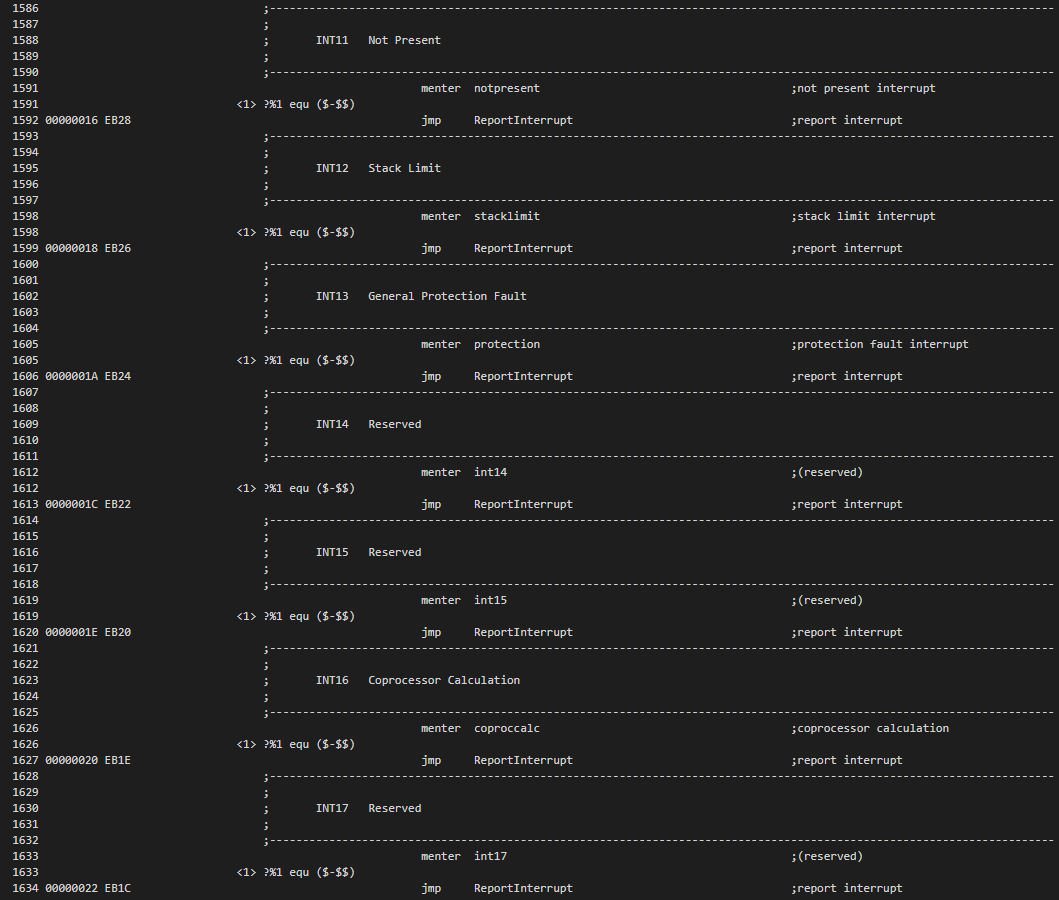 1586 ;-----------------------------------------------------------------------------------------------------------------------
1587 ;
1588 ; INT11 Not Present
1589 ;
1590 ;-----------------------------------------------------------------------------------------------------------------------
1591 menter notpresent ;not present interrupt
1591 <1> ?%1 equ ($-$$)
1592 00000016 EB28 jmp ReportInterrupt ;report interrupt
1593 ;-----------------------------------------------------------------------------------------------------------------------
1594 ;
1595 ; INT12 Stack Limit
1596 ;
1597 ;-----------------------------------------------------------------------------------------------------------------------
1598 menter stacklimit ;stack limit interrupt
1598 <1> ?%1 equ ($-$$)
1599 00000018 EB26 jmp ReportInterrupt ;report interrupt
1600 ;-----------------------------------------------------------------------------------------------------------------------
1601 ;
1602 ; INT13 General Protection Fault
1603 ;
1604 ;-----------------------------------------------------------------------------------------------------------------------
1605 menter protection ;protection fault interrupt
1605 <1> ?%1 equ ($-$$)
1606 0000001A EB24 jmp ReportInterrupt ;report interrupt
1607 ;-----------------------------------------------------------------------------------------------------------------------
1608 ;
1609 ; INT14 Reserved
1610 ;
1611 ;-----------------------------------------------------------------------------------------------------------------------
1612 menter int14 ;(reserved)
1612 <1> ?%1 equ ($-$$)
1613 0000001C EB22 jmp ReportInterrupt ;report interrupt
1614 ;-----------------------------------------------------------------------------------------------------------------------
1615 ;
1616 ; INT15 Reserved
1617 ;
1618 ;-----------------------------------------------------------------------------------------------------------------------
1619 menter int15 ;(reserved)
1619 <1> ?%1 equ ($-$$)
1620 0000001E EB20 jmp ReportInterrupt ;report interrupt
1621 ;-----------------------------------------------------------------------------------------------------------------------
1622 ;
1623 ; INT16 Coprocessor Calculation
1624 ;
1625 ;-----------------------------------------------------------------------------------------------------------------------
1626 menter coproccalc ;coprocessor calculation
1626 <1> ?%1 equ ($-$$)
1627 00000020 EB1E jmp ReportInterrupt ;report interrupt
1628 ;-----------------------------------------------------------------------------------------------------------------------
1629 ;
1630 ; INT17 Reserved
1631 ;
1632 ;-----------------------------------------------------------------------------------------------------------------------
1633 menter int17 ;(reserved)
1633 <1> ?%1 equ ($-$$)
1634 00000022 EB1C jmp ReportInterrupt ;report interrupt